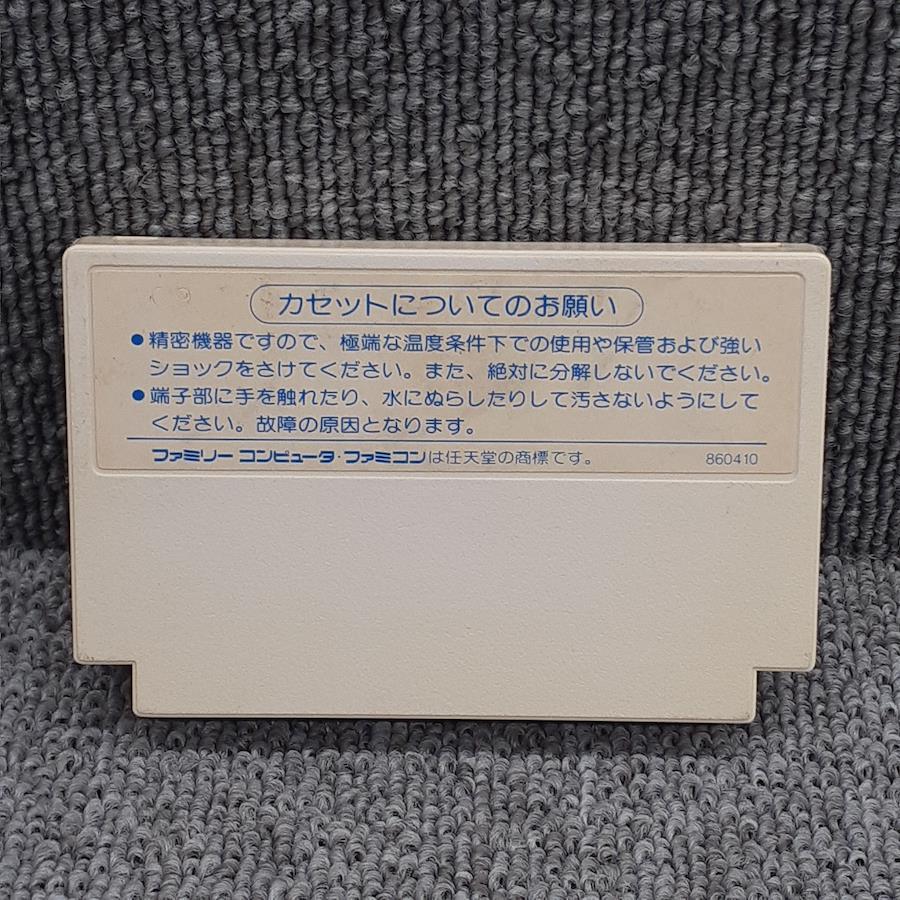 カセットについてのお願い
●精密機器ですので、極端な温度条件下での使用や保管および強い
ショックをさけてください。また、絶対に分解しないでください。
●端子部に手を触れたり、水にぬらしたりして汚さないようにして
ください。故障の原因となります。
ファミリー コンピュータ・ファミコンは任天堂の商標です。 860410